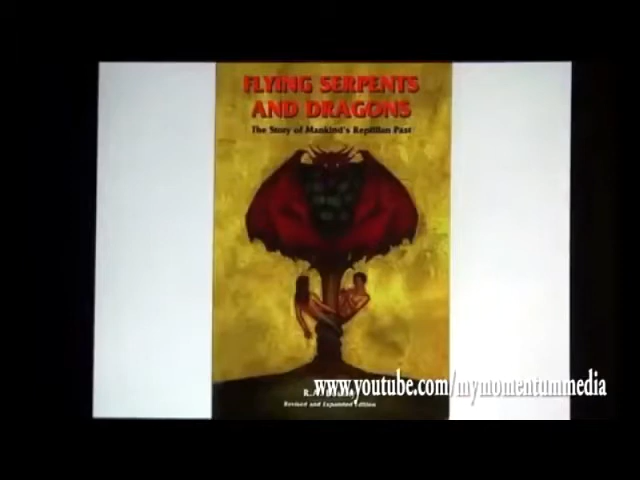 FLYING SERPENTS
AND DRAGONS
The Story of Mankind's Reptilian Past
R. A.
www.youtube.com/mymomentummedia
Revised and Expanded Edition